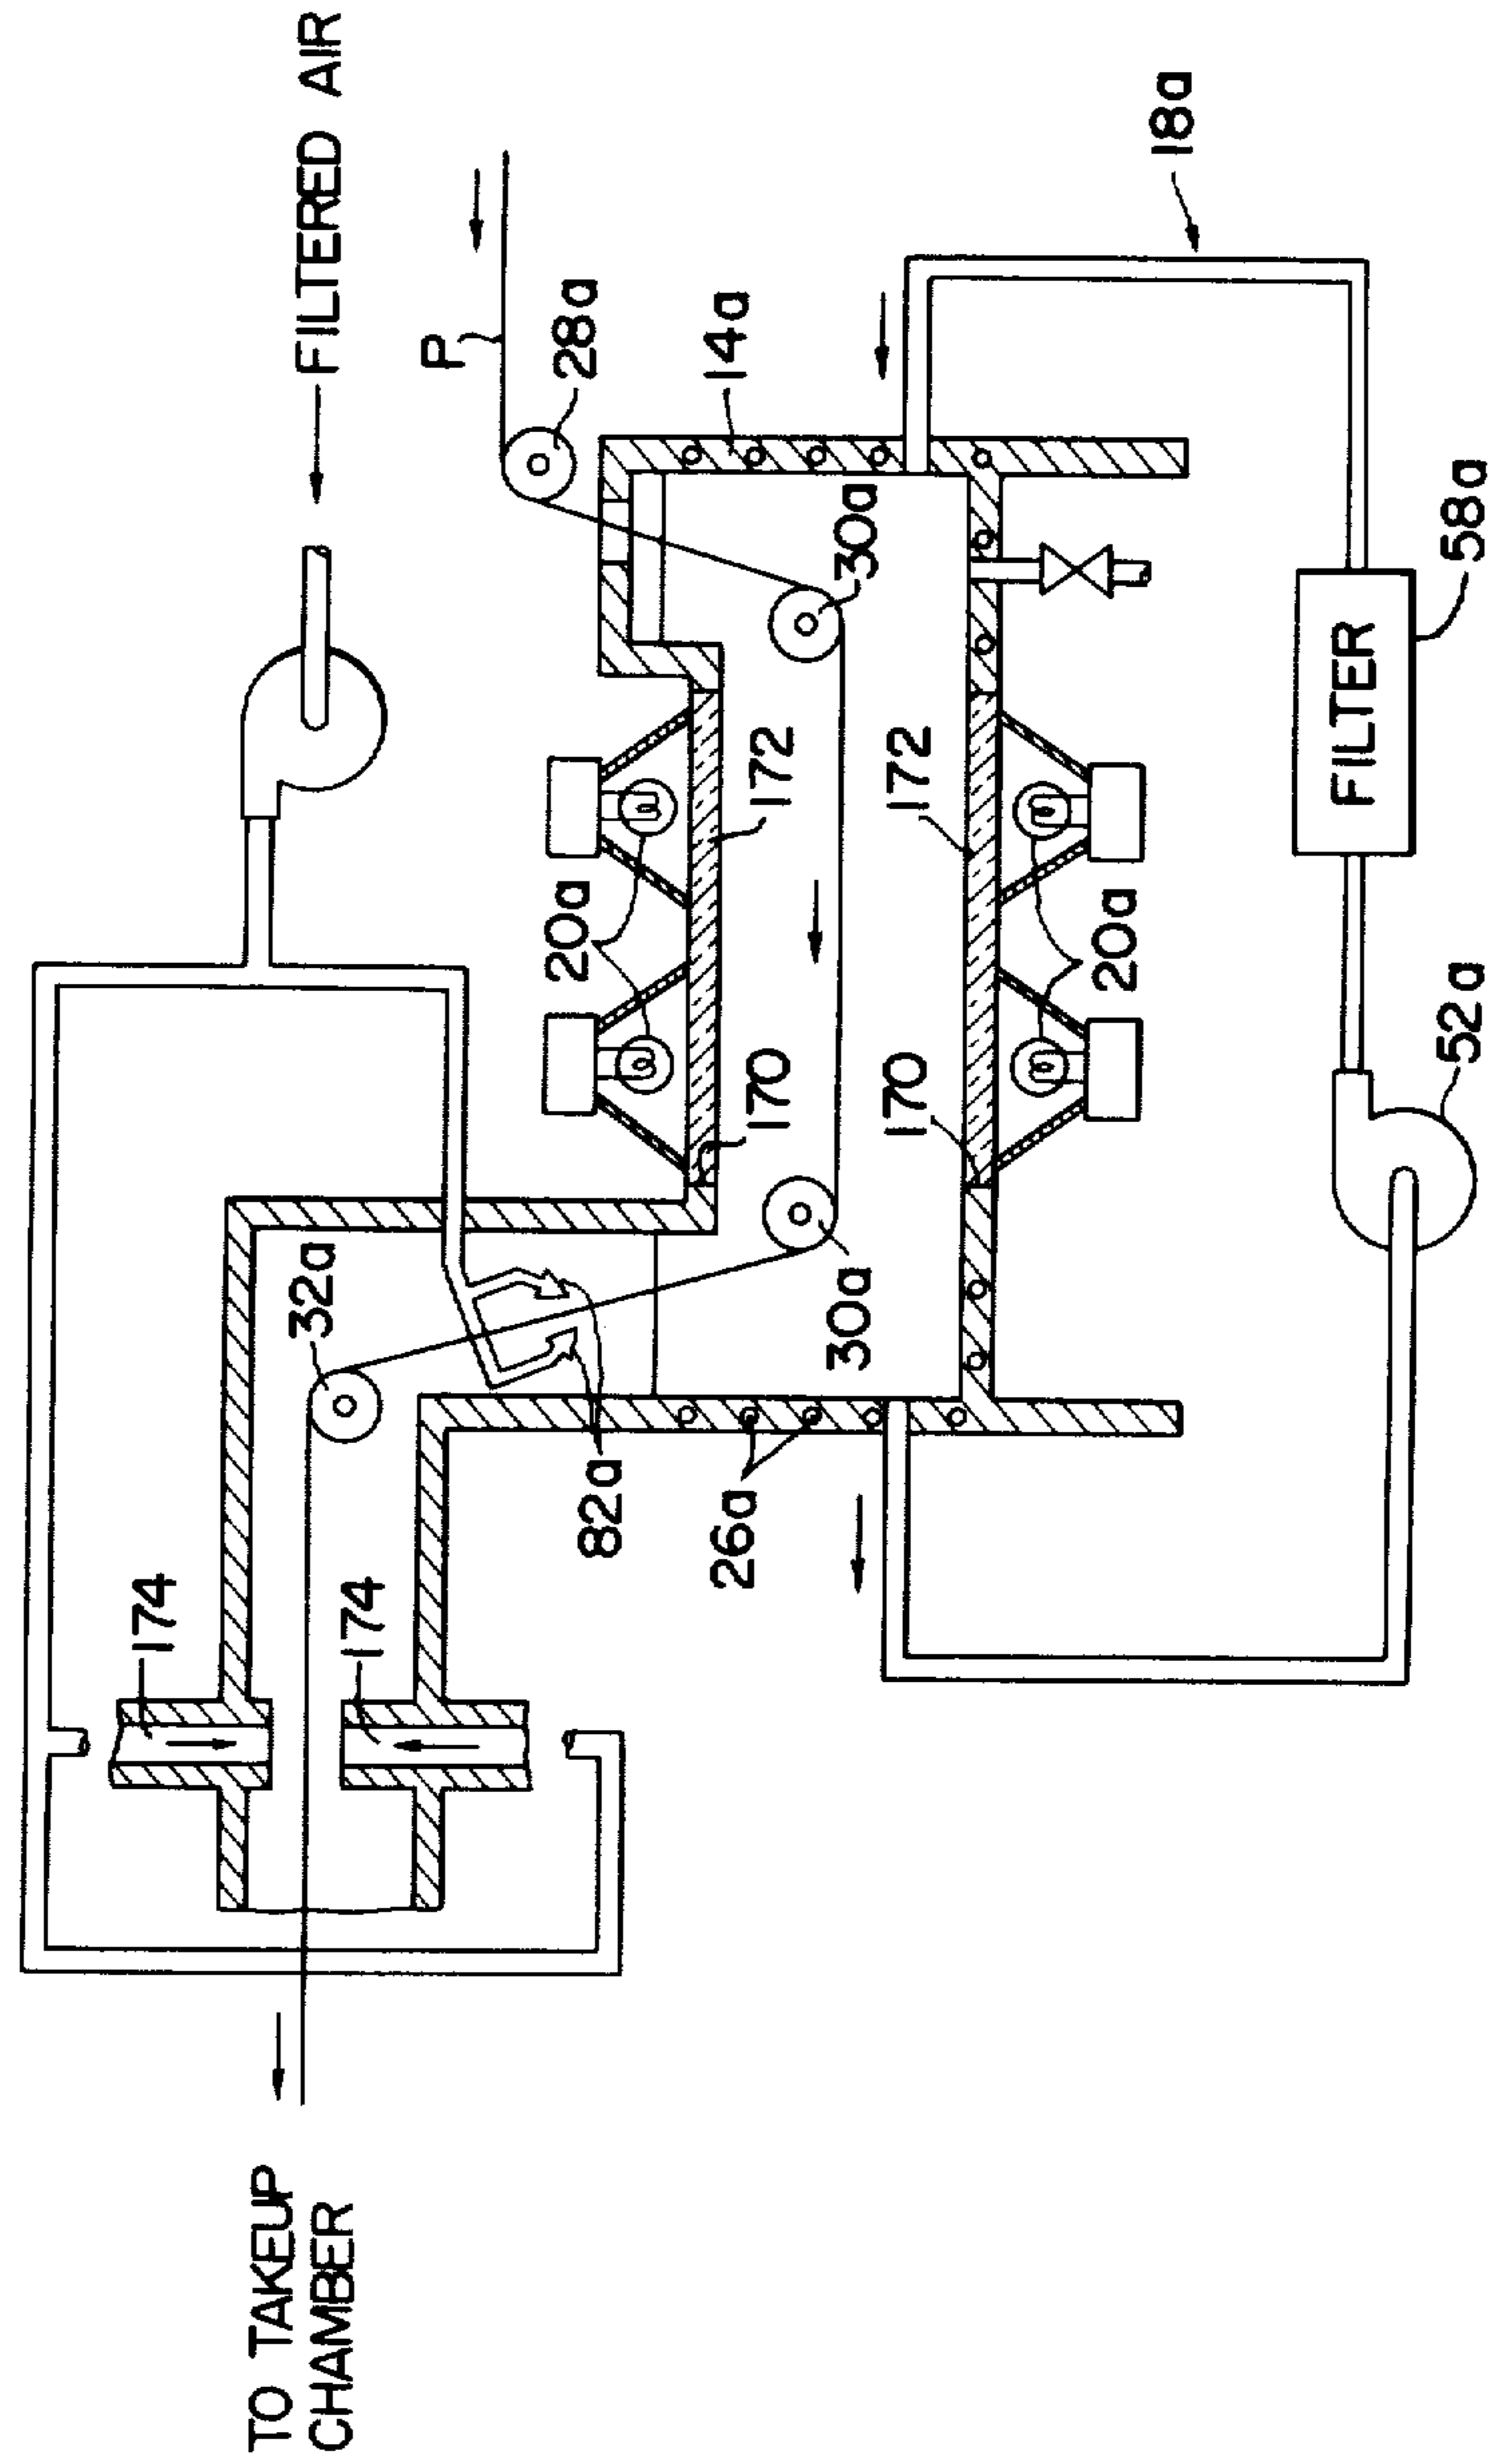 FILTERED AIR
P
28a
14a
18a
30a
172
172
20a
20a
FILTER
58a
52a
170
170
32a
30a
82a
26a
174
174
TO TAKEUP
CHAMBER